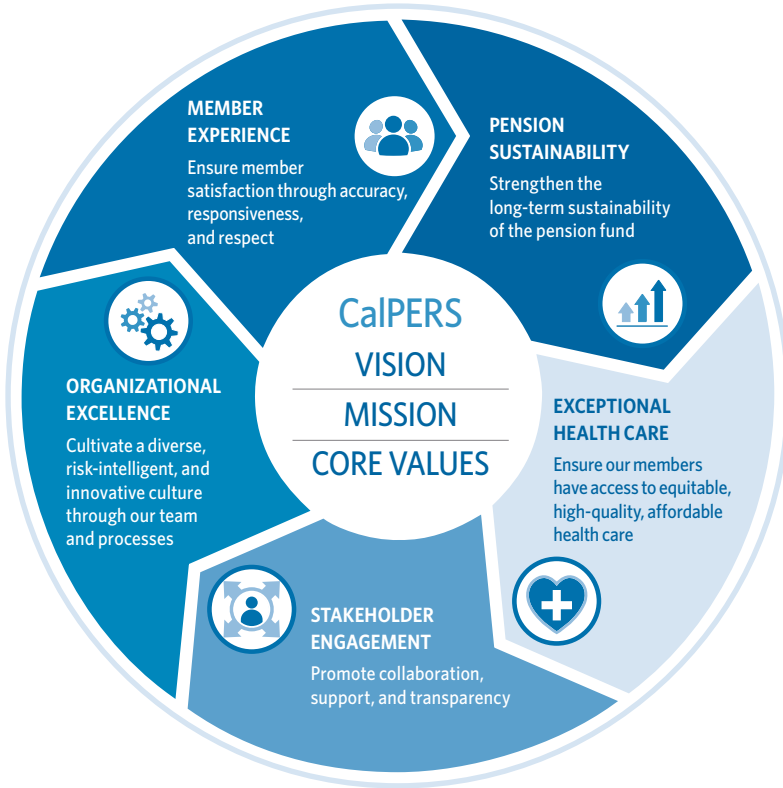 MEMBER
EXPERIENCE
Ensure member
satisfaction through accuracy,
responsiveness,
and respect
PENSION
SUSTAINABILITY
Strengthen the
long-term sustainability
of the pension fund
CalPERS
VISION
MISSION
CORE VALUES
EXCEPTIONAL
HEALTH CARE
Ensure our members
have access to equitable,
high-quality, affordable
health care
STAKEHOLDER
ENGAGEMENT
Promote collaboration,
support, and transparency
ORGANIZATIONAL
EXCELLENCE
Cultivate a diverse,
risk-intelligent, and
innovative culture
through our team
and processes